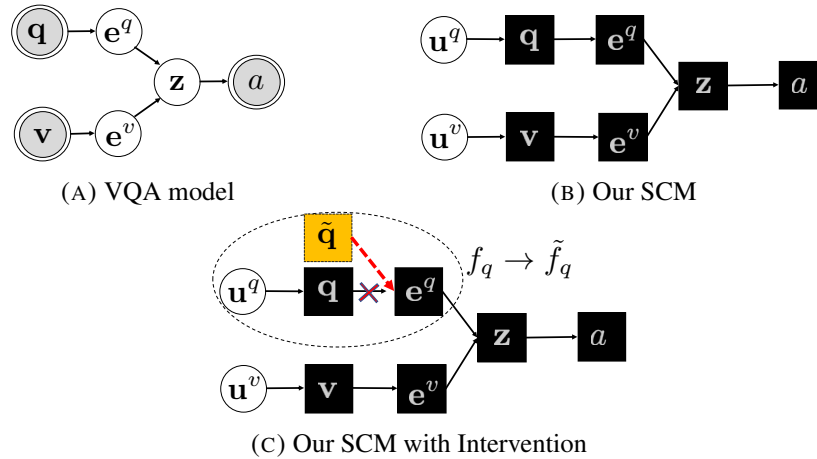 q e^q
z a
v e^v
(A) VQA model
u^q q e^q
z a
u^v v e^v
(B) Our SCM
q̃
u^q q e^q f_q → f̃_q
z a
u^v v e^v
(C) Our SCM with Intervention